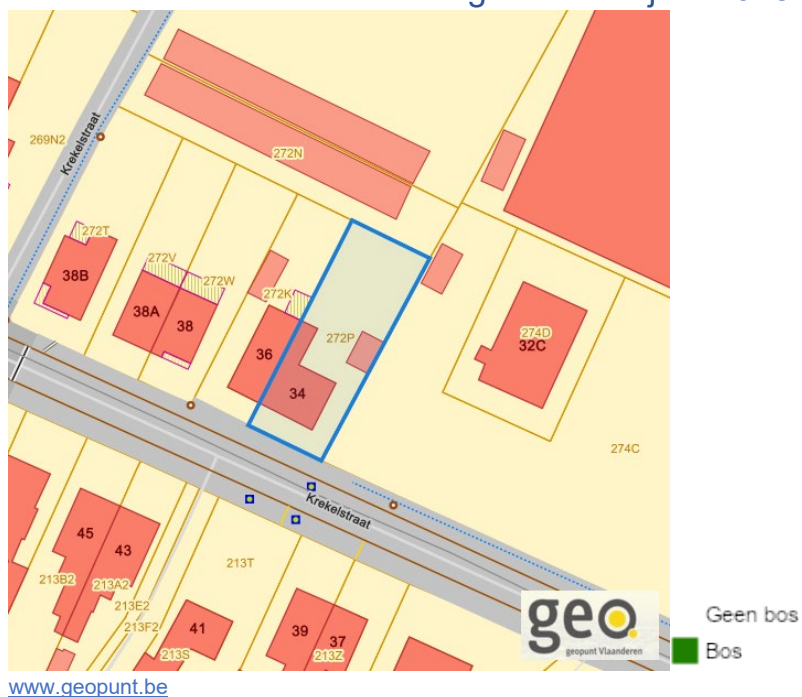 Krekelstraat
269N2
272N
272T
272V
272W
38B
38A
38
272K
36
34
272P
274D
32C
274C
Krekelstraat
45
43
213B2
213A2
213E2
213F2
213T
41
213S
39
37
213Z
geo
geopunt Vlaanderen
Geen bos
Bos
www.geopunt.be